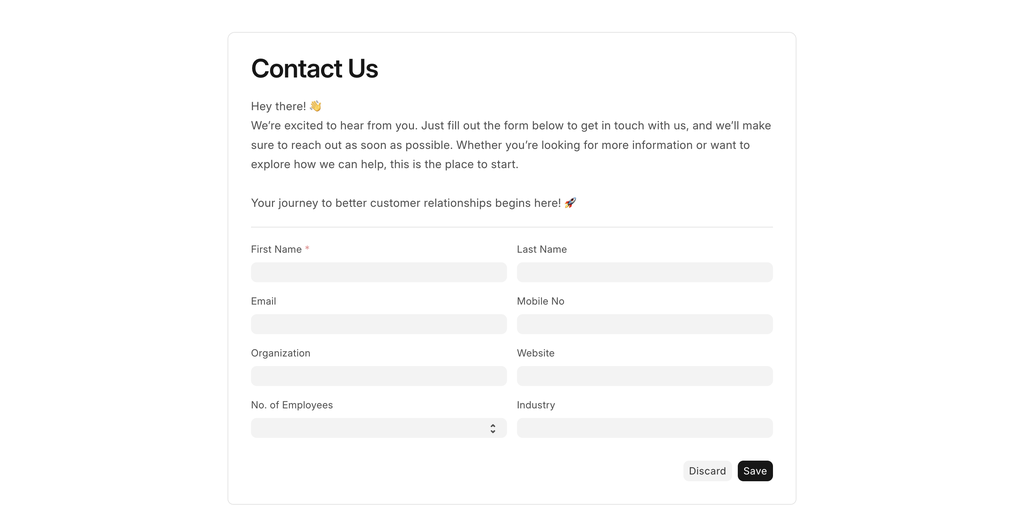 Contact Us
Hey there! 👋
We’re excited to hear from you. Just fill out the form below to get in touch with us, and we’ll make
sure to reach out as soon as possible. Whether you’re looking for more information or want to
explore how we can help, this is the place to start.
Your journey to better customer relationships begins here! 🚀
First Name *
Last Name
Email
Mobile No
Organization
Website
No. of Employees
Industry
Discard
Save